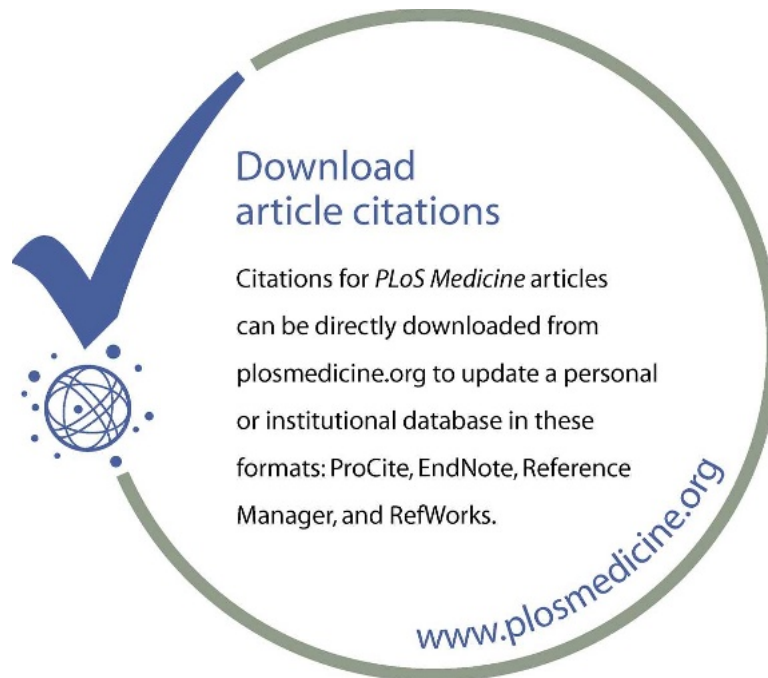 Download
article citations
Citations for PLoS Medicine articles
can be directly downloaded from
plosmedicine.org to update a personal
or institutional database in these
formats: ProCite, EndNote, Reference
Manager, and RefWorks.
www.plosmedicine.org